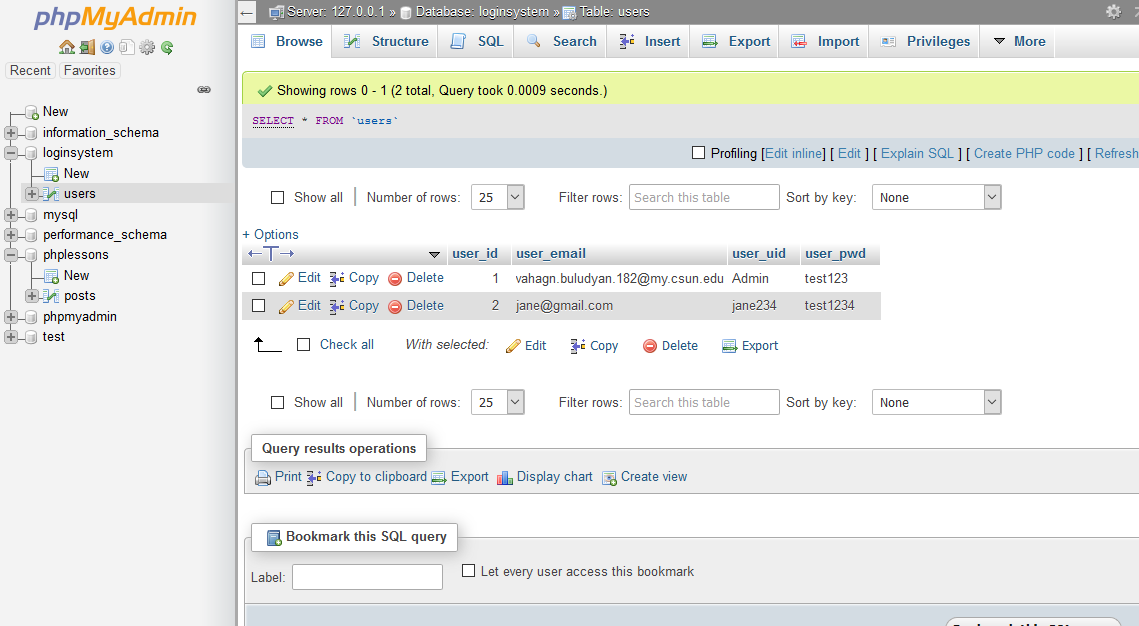 phpMyAdmin
Recent Favorites
New
information_schema
loginsystem
New
users
mysql
performance_schema
phplessons
New
posts
phpmyadmin
test
Server: 127.0.0.1 » Database: loginsystem » Table: users
Browse Structure SQL Search Insert Export Import Privileges More
Showing rows 0 - 1 (2 total, Query took 0.0009 seconds.)
SELECT * FROM `users`
Profiling [Edit inline] [ Edit ] [ Explain SQL ] [ Create PHP code ] [ Refresh
Show all Number of rows: 25 Filter rows: Search this table Sort by key: None
+ Options
←T→ user_id user_email user_uid user_pwd
Edit Copy Delete 1 vahagn.buludyan.182@my.csun.edu Admin test123
Edit Copy Delete 2 jane@gmail.com jane234 test1234
Check all With selected: Edit Copy Delete Export
Show all Number of rows: 25 Filter rows: Search this table Sort by key: None
Query results operations
Print Copy to clipboard Export Display chart Create view
Bookmark this SQL query
Label: Let every user access this bookmark